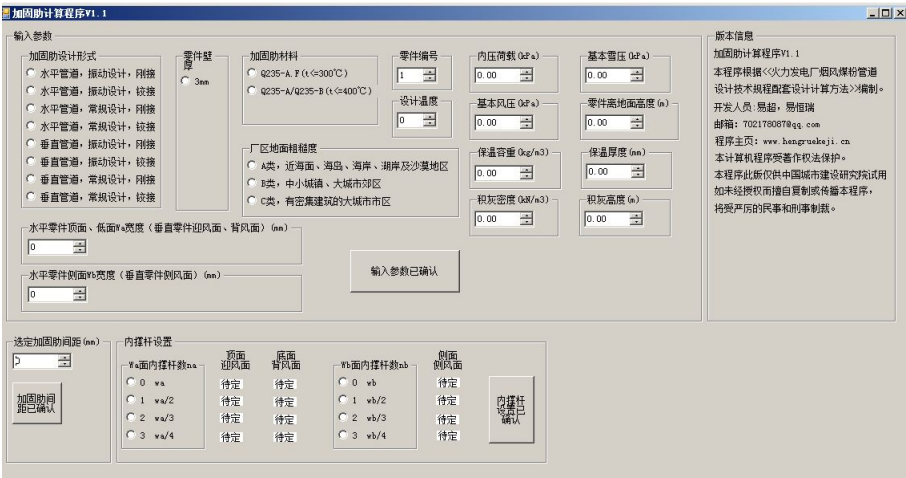 加固肋计算程序V1.1
输入参数
加固肋设计形式
水平管道，振动设计，刚接
水平管道，振动设计，铰接
水平管道，常规设计，刚接
水平管道，常规设计，铰接
垂直管道，振动设计，刚接
垂直管道，振动设计，铰接
垂直管道，常规设计，刚接
垂直管道，常规设计，铰接
零件壁厚
3mm
加固肋材料
Q235-A.F(t<=300℃)
Q235-A/Q235-B(t<=400℃)
零件编号
1
设计温度
0
厂区地面粗糙度
A类，近海面、海岛、海岸、湖岸及沙漠地区
B类，中小城镇、大城市郊区
C类，有密集建筑的大城市市区
内压荷载(kPa)
0.00
基本雪压(kPa)
0.00
基本风压(kPa)
0.00
零件离地面高度(m)
0.00
保温容重(kg/m3)
0.00
保温厚度(mm)
0.00
积灰密度(kN/m3)
0.00
积灰高度(m)
0.00
水平零件顶面、低面Wa宽度（垂直零件迎风面、背风面）(mm)
0
水平零件侧面Wb宽度（垂直零件侧风面）(mm)
0
输入参数已确认
版本信息
加固肋计算程序V1.1
本程序根据<<火力发电厂烟风煤粉管道
设计技术规程配套设计计算方法>>编制。
开发人员:易超，易恒瑞
邮箱：702178087@qq.com
程序主页：www.hengruekeji.cn
本计算机程序受著作权法保护。
本程序此版仅供中国城市建设研究院试用
如未经授权而擅自复制或传播本程序，
将受严厉的民事和刑事制裁。
选定加固肋间距(mm)
加固肋间
距已确认
内撑杆设置
Wa面内撑杆数na
顶面
迎风面
底面
背风面
0 wa 待定 待定
1 wa/2 待定 待定
2 wa/3 待定 待定
3 wa/4 待定 待定
Wb面内撑杆数nb
侧面
侧风面
0 wb 待定
1 wb/2 待定
2 wb/3 待定
3 wb/4 待定
内撑杆
设置已
确认